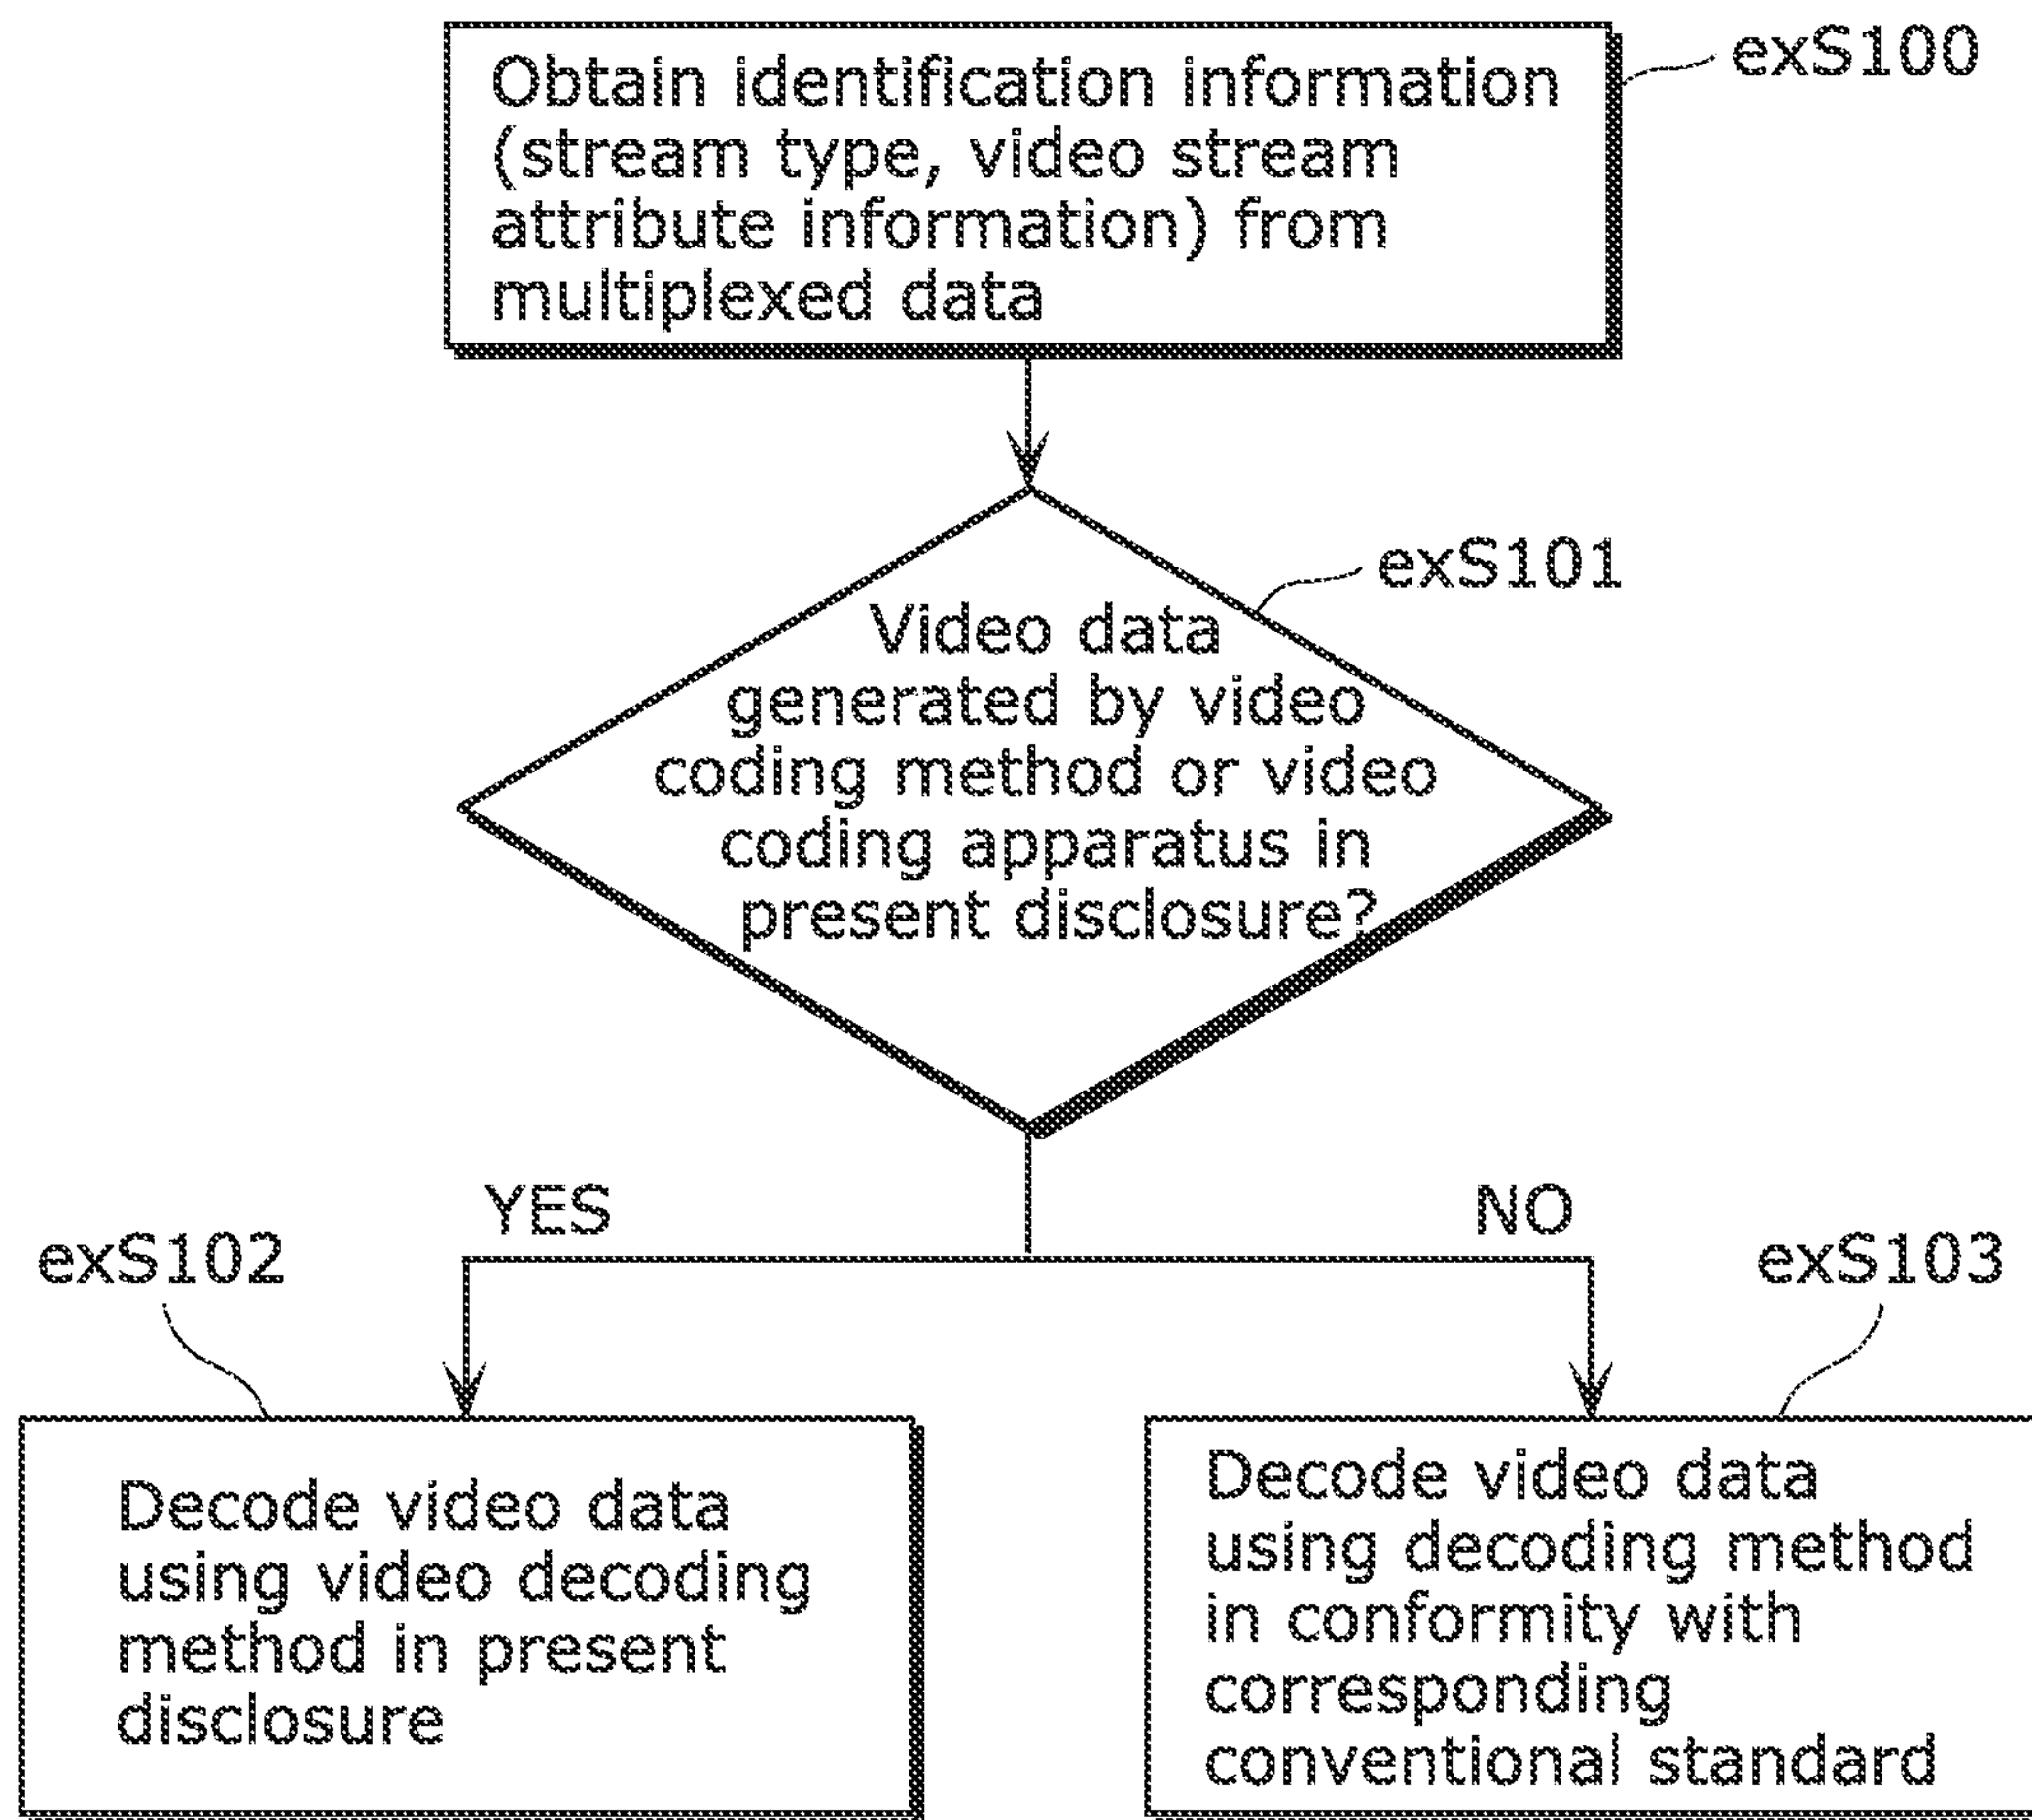 exS100
Obtain identification information
(stream type, video stream
attribute information) from
multiplexed data
exS101
Video data
generated by video
coding method or video
coding apparatus in
present disclosure?
YES
NO
exS102
exS103
Decode video data
using video decoding
method in present
disclosure
Decode video data
using decoding method
in conformity with
corresponding
conventional standard